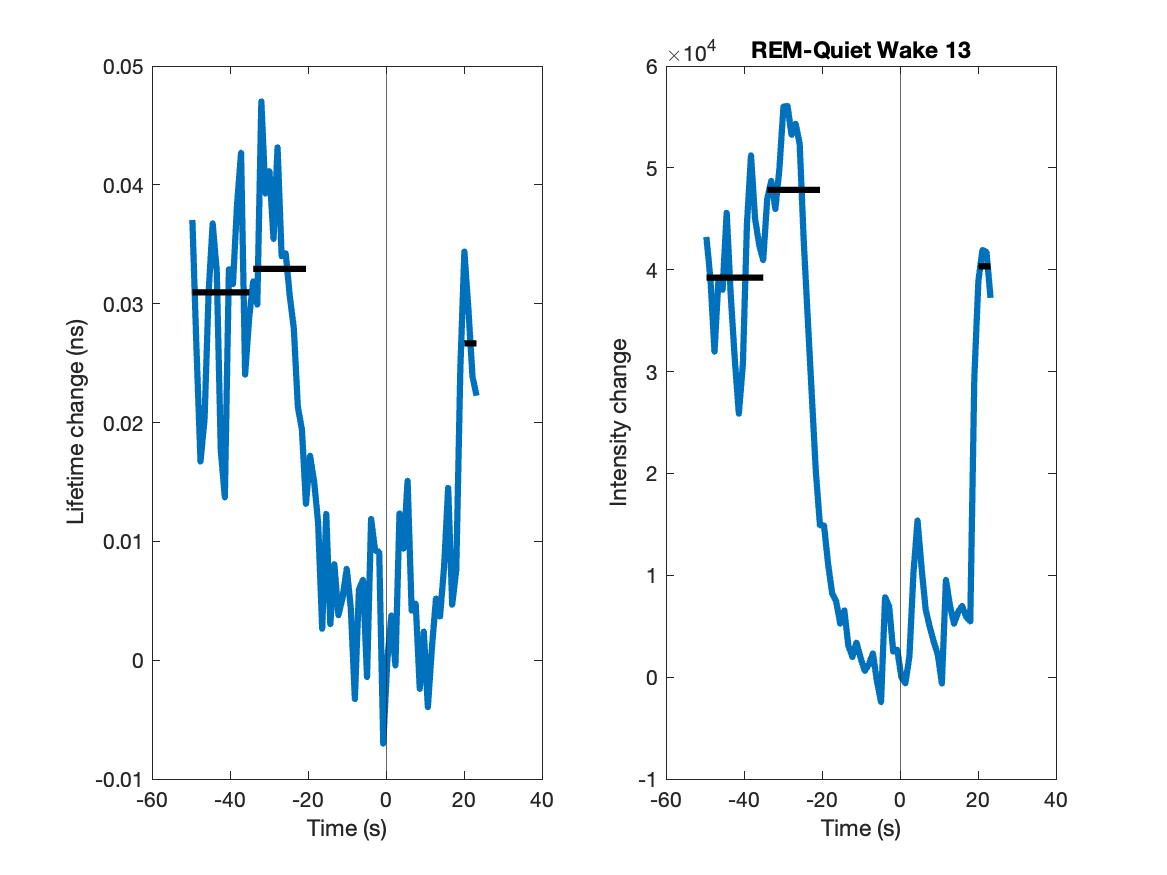 0.05
0.04
0.03
0.02
0.01
0
-0.01
-60 -40 -20 0 20 40
Time (s)
Lifetime change (ns)
×10⁴
REM-Quiet Wake 13
6
5
4
3
2
1
0
-1
-60 -40 -20 0 20 40
Time (s)
Intensity change